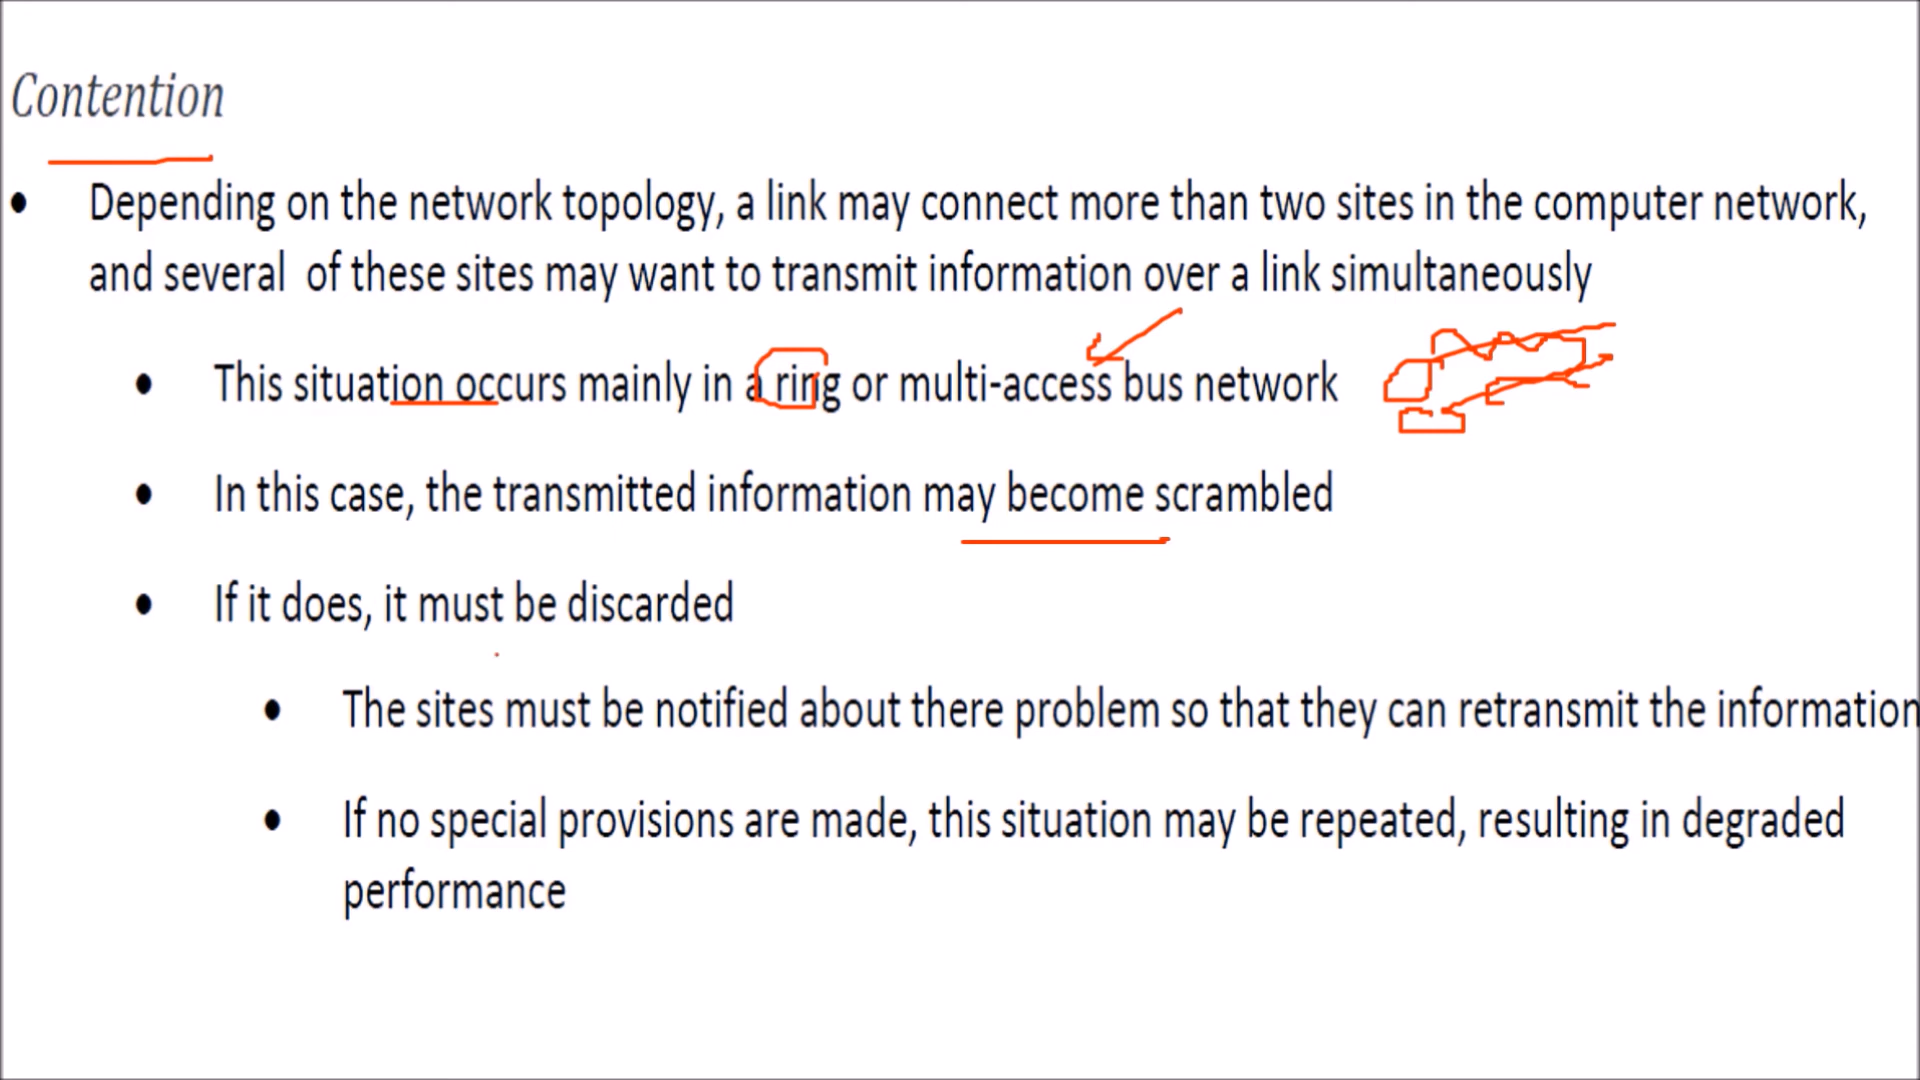 Contention
• Depending on the network topology, a link may connect more than two sites in the computer network,
and several of these sites may want to transmit information over a link simultaneously
• This situation occurs mainly in a ring or multi-access bus network
• In this case, the transmitted information may become scrambled
• If it does, it must be discarded
• The sites must be notified about there problem so that they can retransmit the information
• If no special provisions are made, this situation may be repeated, resulting in degraded
performance